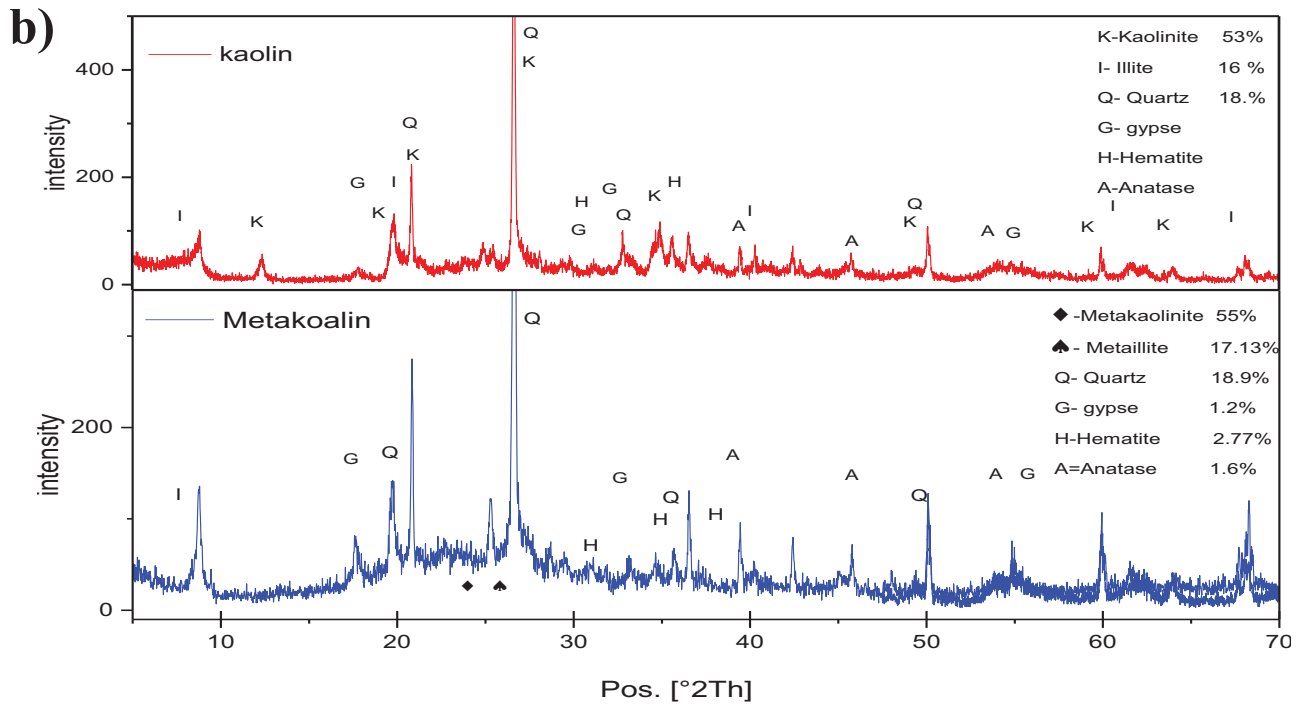 b)
kaolin
Q
K
K-Kaolinite 53%
I- Illite 16 %
Q- Quartz 18.%
G- gypse
H-Hematite
A-Anatase
400
200
0
intensity
I
K
G
K
I
Q
K
H
G
G
Q
K
H
A
I
A
Q
K
A
G
K
I
K
I
Metakoalin
Q
◆ -Metakaolinite 55%
♠ - Metaillite 17.13%
Q- Quartz 18.9%
G- gypse 1.2%
H-Hematite 2.77%
A=Anatase 1.6%
200
0
intensity
I
G
Q
H
G
H
Q
H
A
A
Q
A
G
◆ ♠
10 20 30 40 50 60 70
Pos. [°2Th]